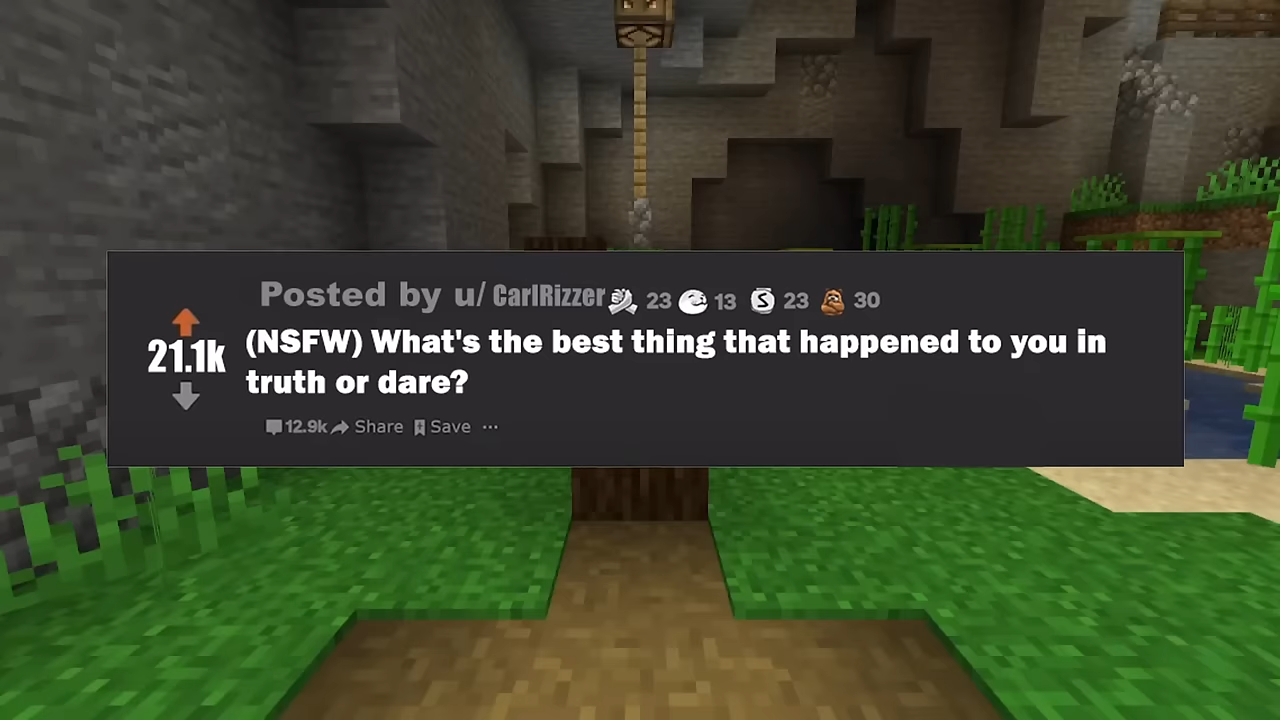 Posted by u/ CarlRizzer 23 13 23 30
21.1k
(NSFW) What's the best thing that happened to you in
truth or dare?
12.9k Share Save ...